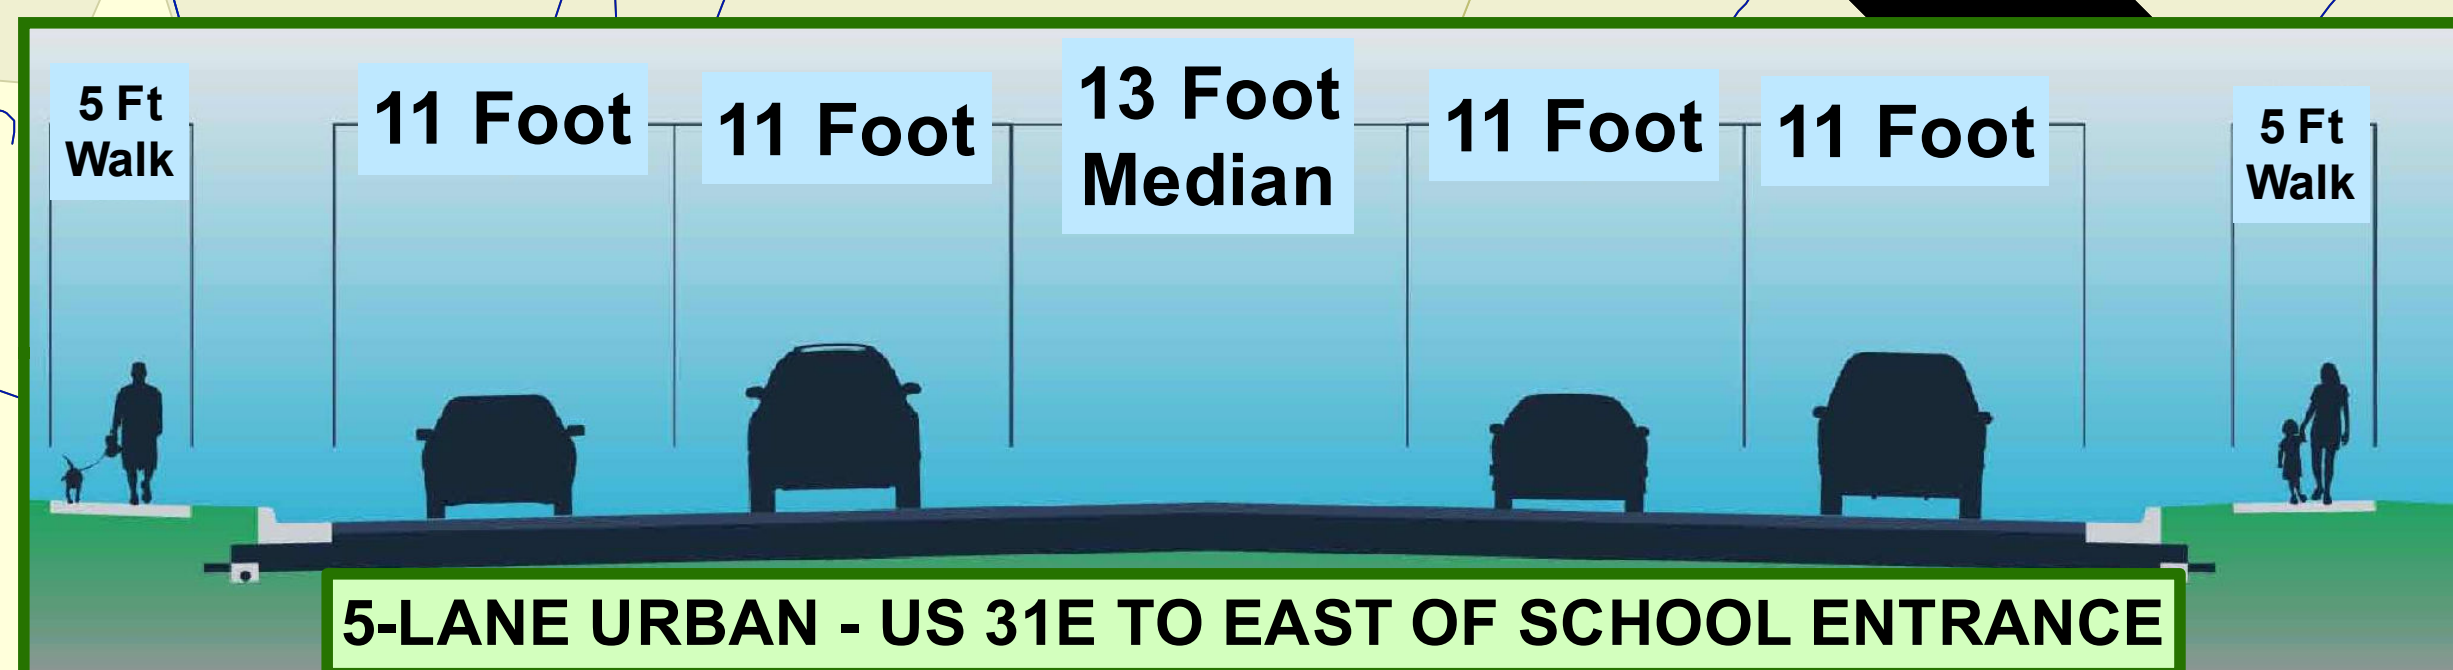 5 Ft
Walk
11 Foot
11 Foot
13 Foot
Median
11 Foot
11 Foot
5 Ft
Walk
5-LANE URBAN - US 31E TO EAST OF SCHOOL ENTRANCE